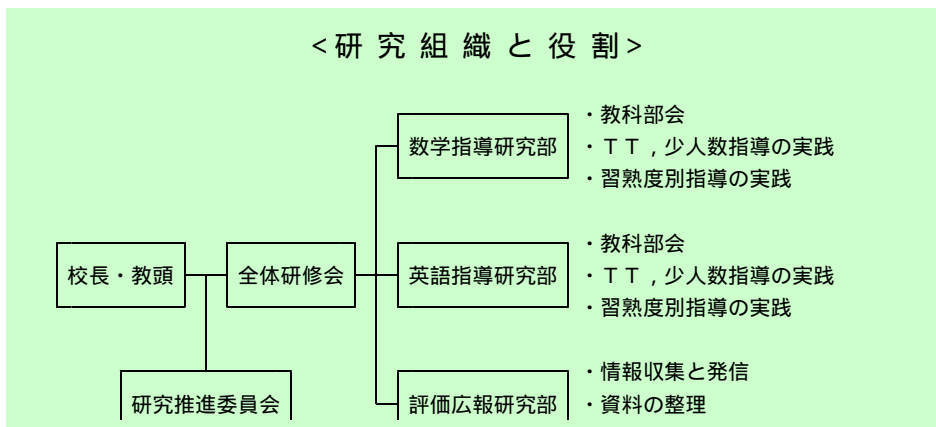 <研究組織と役割>
・教科部会
数学指導研究部
・ＴＴ，少人数指導の実践
・習熟度別指導の実践
・教科部会
校長・教頭
全体研修会
英語指導研究部
・ＴＴ，少人数指導の実践
・習熟度別指導の実践
研究推進委員会
評価広報研究部
・情報収集と発信
・資料の整理